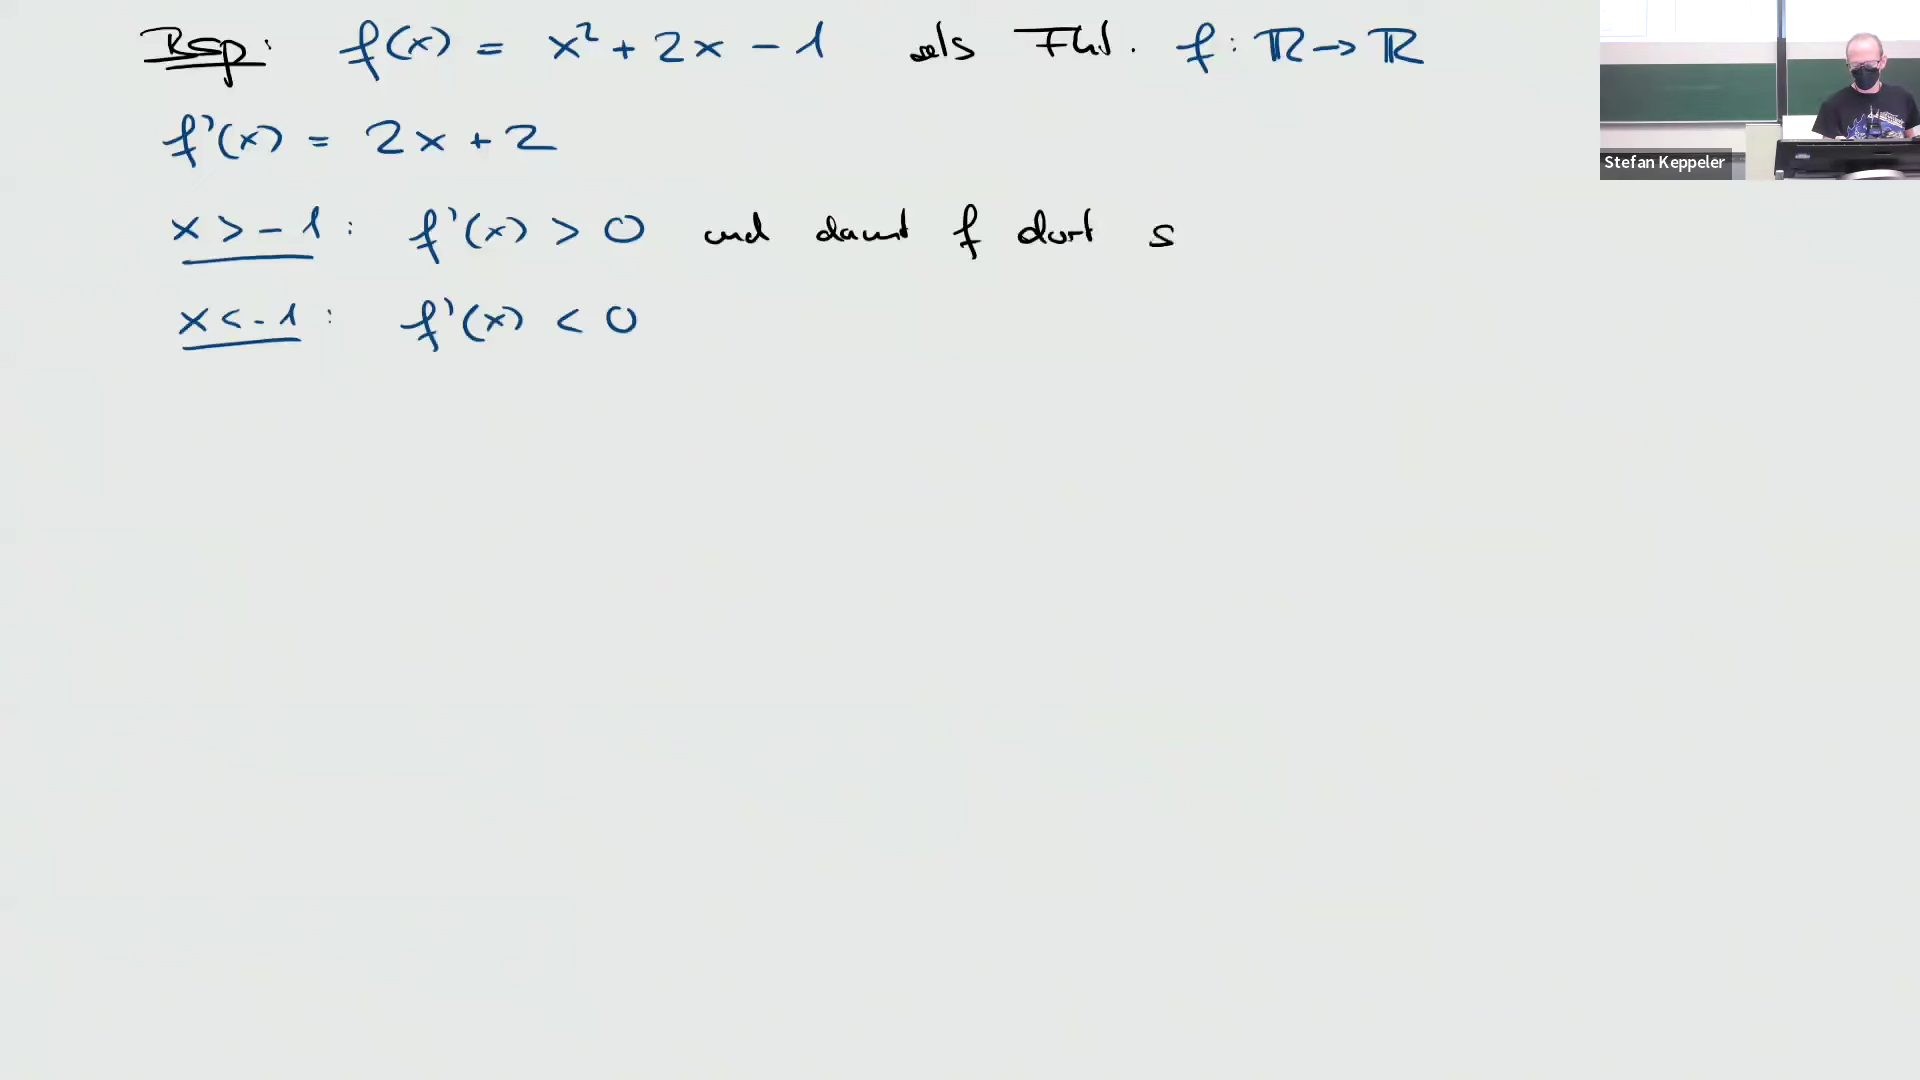 Bsp: f(x) = x² + 2x - 1 als Fkt. f: ℝ → ℝ
f'(x) = 2x + 2
x > -1 : f'(x) > 0 und damit f dort s
x < -1 : f'(x) < 0
Stefan Keppeler